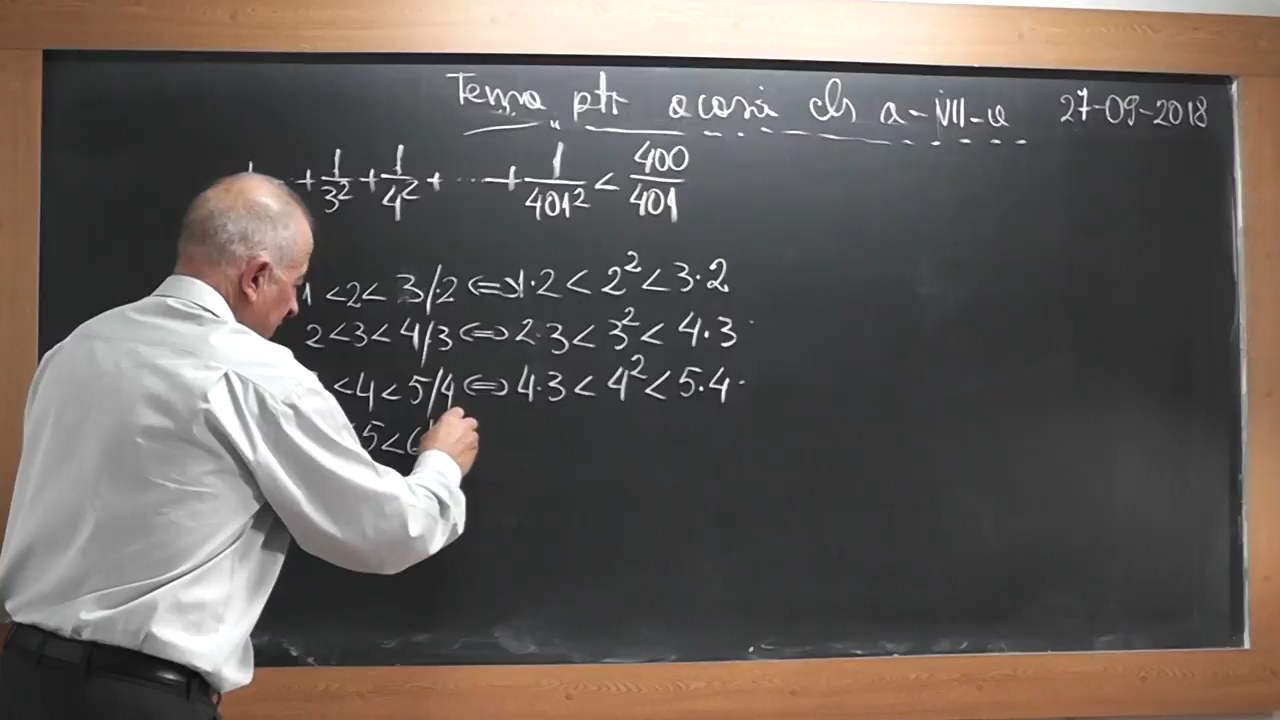 Tema ptr acasă cls a-VII-a 27-09-2018
+ 1/3² + 1/4² + ... + 1/401² < 400/401
1 < 2 < 3 /·2 ⇔ 1·2 < 2² < 3·2
2 < 3 < 4 /3 ⇔ 2·3 < 3² < 4·3
< 4 < 5 /4 ⇔ 4·3 < 4² < 5·4
< 5 < 6